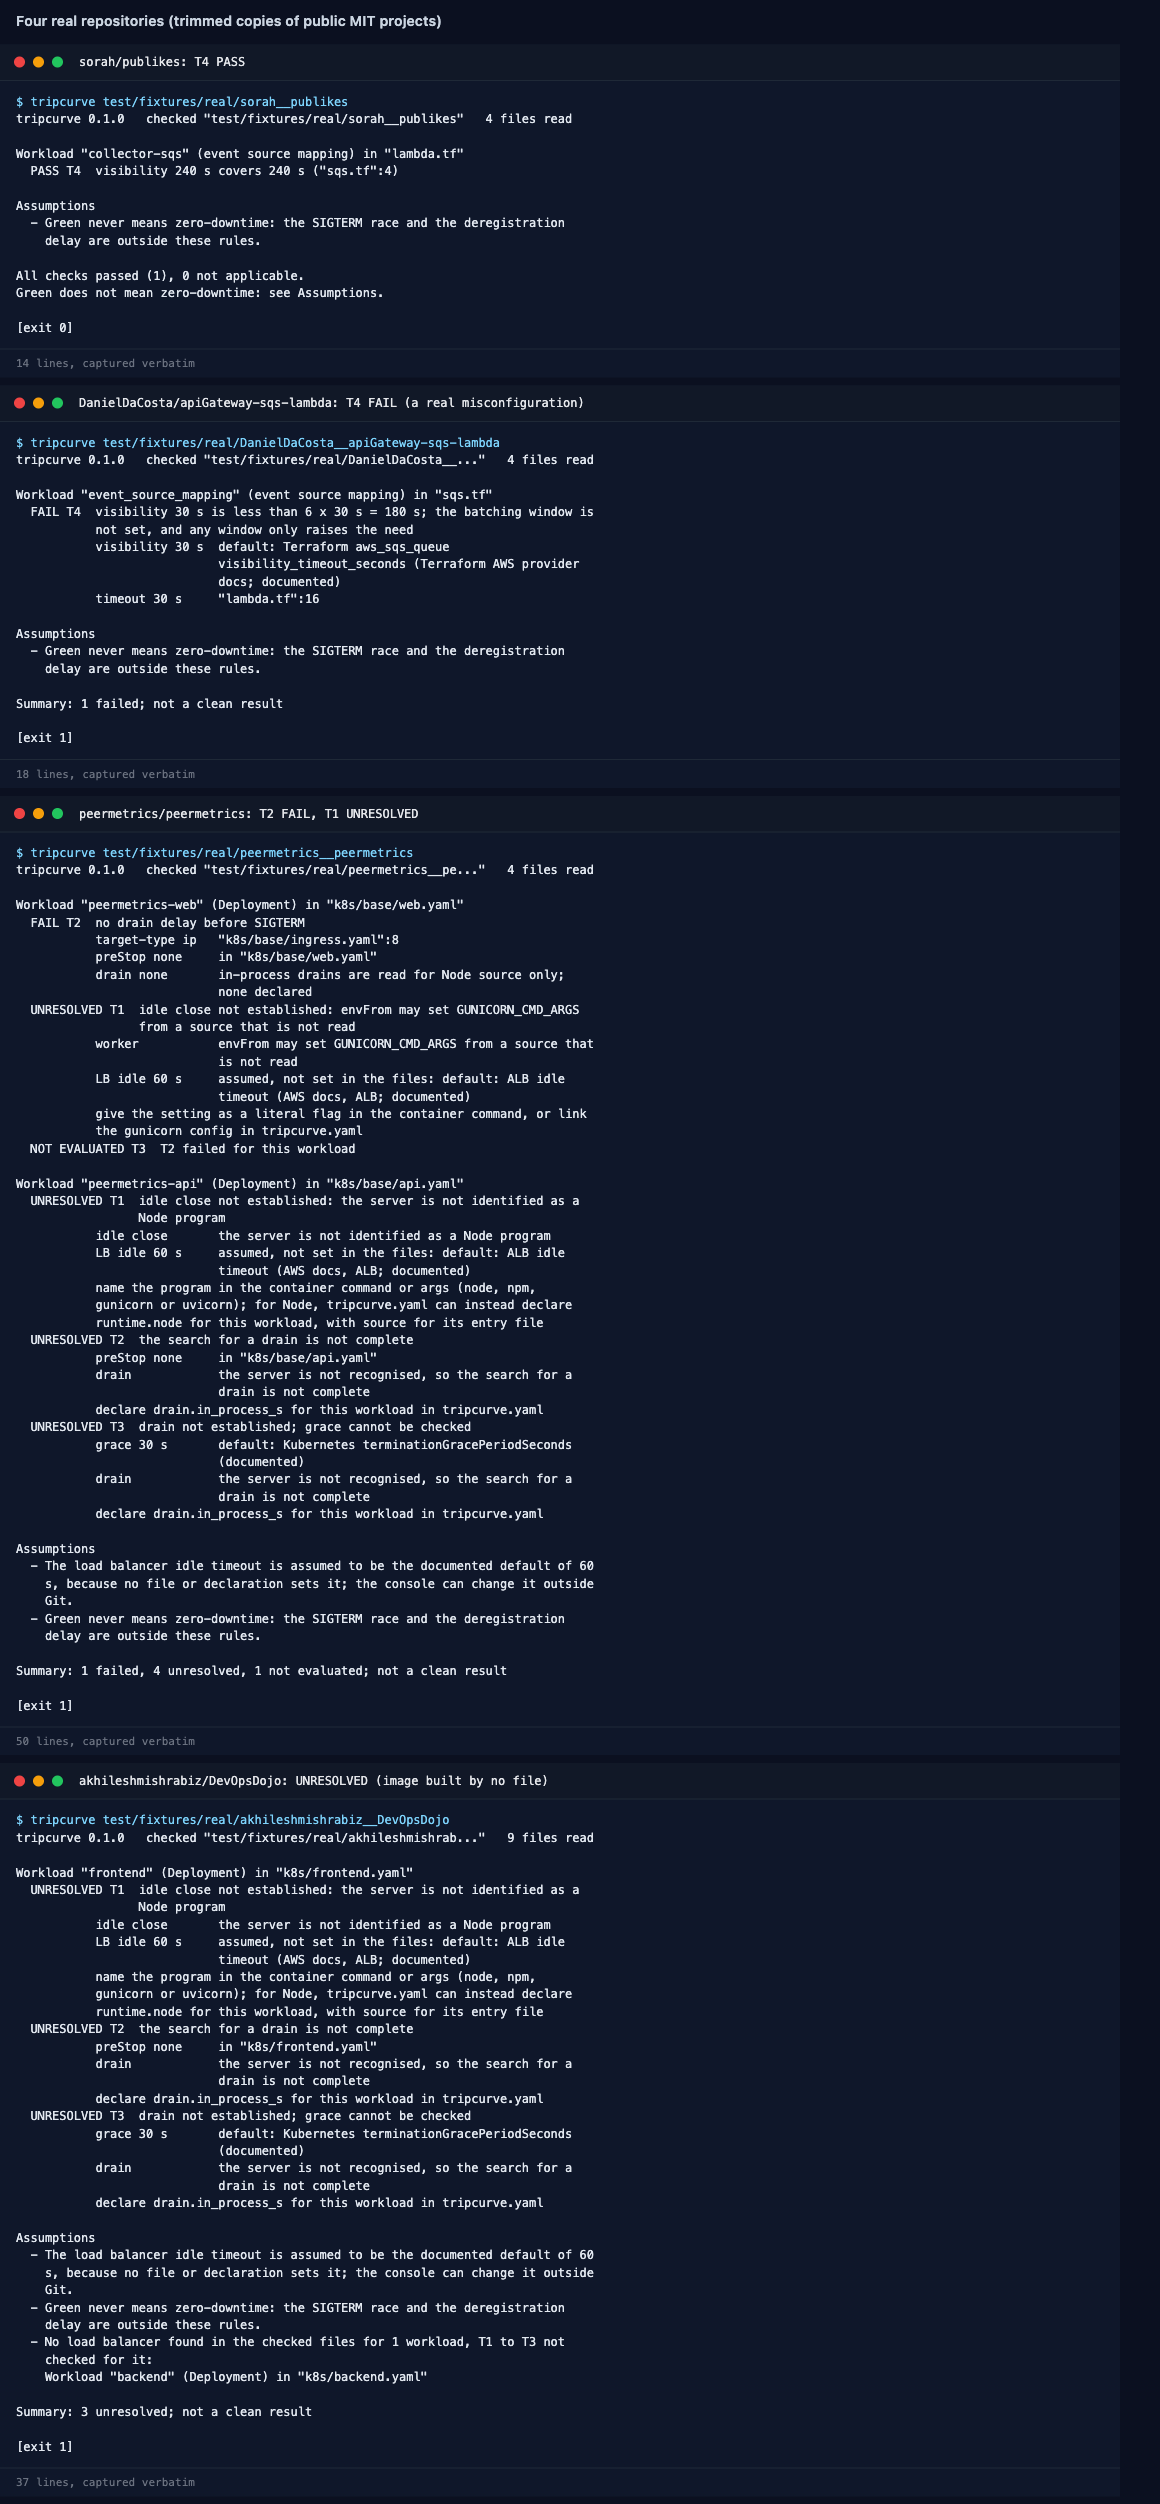 Four real repositories (trimmed copies of public MIT projects)
sorah/publikes: T4 PASS
$ tripcurve test/fixtures/real/sorah__publikes
tripcurve 0.1.0   checked "test/fixtures/real/sorah__publikes"   4 files read
Workload "collector-sqs" (event source mapping) in "lambda.tf"
  PASS T4  visibility 240 s covers 240 s ("sqs.tf":4)
Assumptions
  - Green never means zero-downtime: the SIGTERM race and the deregistration
    delay are outside these rules.
All checks passed (1), 0 not applicable.
Green does not mean zero-downtime: see Assumptions.
[exit 0]
14 lines, captured verbatim
DanielDaCosta/apiGateway-sqs-lambda: T4 FAIL (a real misconfiguration)
$ tripcurve test/fixtures/real/DanielDaCosta__apiGateway-sqs-lambda
tripcurve 0.1.0   checked "test/fixtures/real/DanielDaCosta__..."   4 files read
Workload "event_source_mapping" (event source mapping) in "sqs.tf"
  FAIL T4  visibility 30 s is less than 6 x 30 s = 180 s; the batching window is
           not set, and any window only raises the need
           visibility 30 s  default: Terraform aws_sqs_queue
                            visibility_timeout_seconds (Terraform AWS provider
                            docs; documented)
           timeout 30 s     "lambda.tf":16
Assumptions
  - Green never means zero-downtime: the SIGTERM race and the deregistration
    delay are outside these rules.
Summary: 1 failed; not a clean result
[exit 1]
18 lines, captured verbatim
peermetrics/peermetrics: T2 FAIL, T1 UNRESOLVED
$ tripcurve test/fixtures/real/peermetrics__peermetrics
tripcurve 0.1.0   checked "test/fixtures/real/peermetrics__pe..."   4 files read
Workload "peermetrics-web" (Deployment) in "k8s/base/web.yaml"
  FAIL T2  no drain delay before SIGTERM
           target-type ip   "k8s/base/ingress.yaml":8
           preStop none     in "k8s/base/web.yaml"
           drain none       in-process drains are read for Node source only;
                            none declared
  UNRESOLVED T1  idle close not established: envFrom may set GUNICORN_CMD_ARGS
                 from a source that is not read
           worker           envFrom may set GUNICORN_CMD_ARGS from a source that
                            is not read
           LB idle 60 s     assumed, not set in the files: default: ALB idle
                            timeout (AWS docs, ALB; documented)
           give the setting as a literal flag in the container command, or link
           the gunicorn config in tripcurve.yaml
  NOT EVALUATED T3  T2 failed for this workload
Workload "peermetrics-api" (Deployment) in "k8s/base/api.yaml"
  UNRESOLVED T1  idle close not established: the server is not identified as a
                 Node program
           idle close       the server is not identified as a Node program
           LB idle 60 s     assumed, not set in the files: default: ALB idle
                            timeout (AWS docs, ALB; documented)
           name the program in the container command or args (node, npm,
           gunicorn or uvicorn); for Node, tripcurve.yaml can instead declare
           runtime.node for this workload, with source for its entry file
  UNRESOLVED T2  the search for a drain is not complete
           preStop none     in "k8s/base/api.yaml"
           drain            the server is not recognised, so the search for a
                            drain is not complete
           declare drain.in_process_s for this workload in tripcurve.yaml
  UNRESOLVED T3  drain not established; grace cannot be checked
           grace 30 s       default: Kubernetes terminationGracePeriodSeconds
                            (documented)
           drain            the server is not recognised, so the search for a
                            drain is not complete
           declare drain.in_process_s for this workload in tripcurve.yaml
Assumptions
  - The load balancer idle timeout is assumed to be the documented default of 60
    s, because no file or declaration sets it; the console can change it outside
    Git.
  - Green never means zero-downtime: the SIGTERM race and the deregistration
    delay are outside these rules.
Summary: 1 failed, 4 unresolved, 1 not evaluated; not a clean result
[exit 1]
50 lines, captured verbatim
akhileshmishrabiz/DevOpsDojo: UNRESOLVED (image built by no file)
$ tripcurve test/fixtures/real/akhileshmishrabiz__DevOpsDojo
tripcurve 0.1.0   checked "test/fixtures/real/akhileshmishrab..."   9 files read
Workload "frontend" (Deployment) in "k8s/frontend.yaml"
  UNRESOLVED T1  idle close not established: the server is not identified as a
                 Node program
           idle close       the server is not identified as a Node program
           LB idle 60 s     assumed, not set in the files: default: ALB idle
                            timeout (AWS docs, ALB; documented)
           name the program in the container command or args (node, npm,
           gunicorn or uvicorn); for Node, tripcurve.yaml can instead declare
           runtime.node for this workload, with source for its entry file
  UNRESOLVED T2  the search for a drain is not complete
           preStop none     in "k8s/frontend.yaml"
           drain            the server is not recognised, so the search for a
                            drain is not complete
           declare drain.in_process_s for this workload in tripcurve.yaml
  UNRESOLVED T3  drain not established; grace cannot be checked
           grace 30 s       default: Kubernetes terminationGracePeriodSeconds
                            (documented)
           drain            the server is not recognised, so the search for a
                            drain is not complete
           declare drain.in_process_s for this workload in tripcurve.yaml
Assumptions
  - The load balancer idle timeout is assumed to be the documented default of 60
    s, because no file or declaration sets it; the console can change it outside
    Git.
  - Green never means zero-downtime: the SIGTERM race and the deregistration
    delay are outside these rules.
  - No load balancer found in the checked files for 1 workload, T1 to T3 not
    checked for it:
    Workload "backend" (Deployment) in "k8s/backend.yaml"
Summary: 3 unresolved; not a clean result
[exit 1]
37 lines, captured verbatim